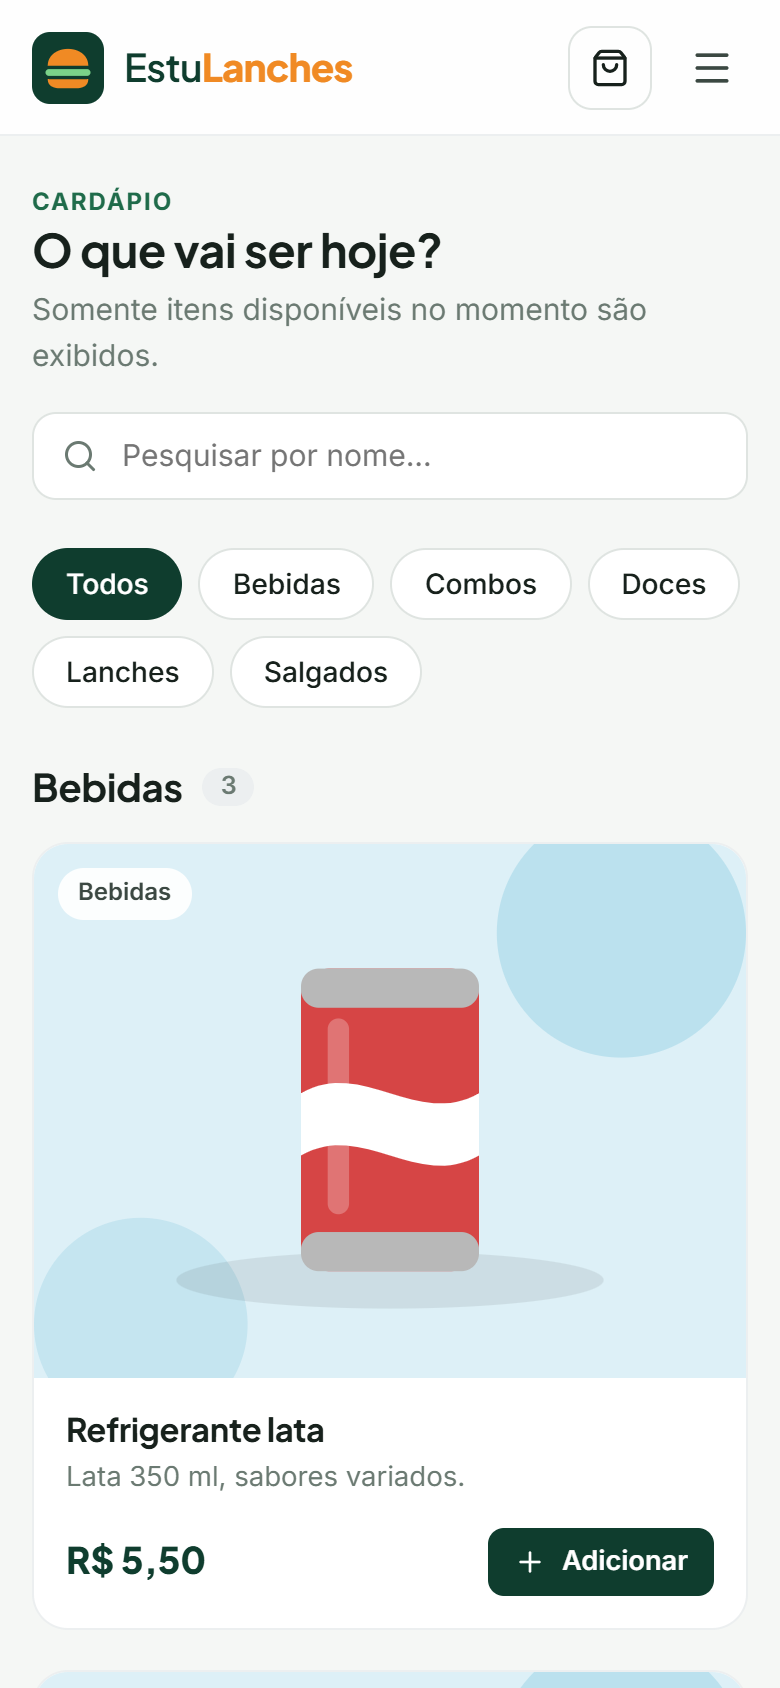 EstuLanches
CARDÁPIO
O que vai ser hoje?
Somente itens disponíveis no momento são
exibidos.
Pesquisar por nome...
Todos
Bebidas
Combos
Doces
Lanches
Salgados
Bebidas 3
Bebidas
Refrigerante lata
Lata 350 ml, sabores variados.
R$ 5,50
+ Adicionar